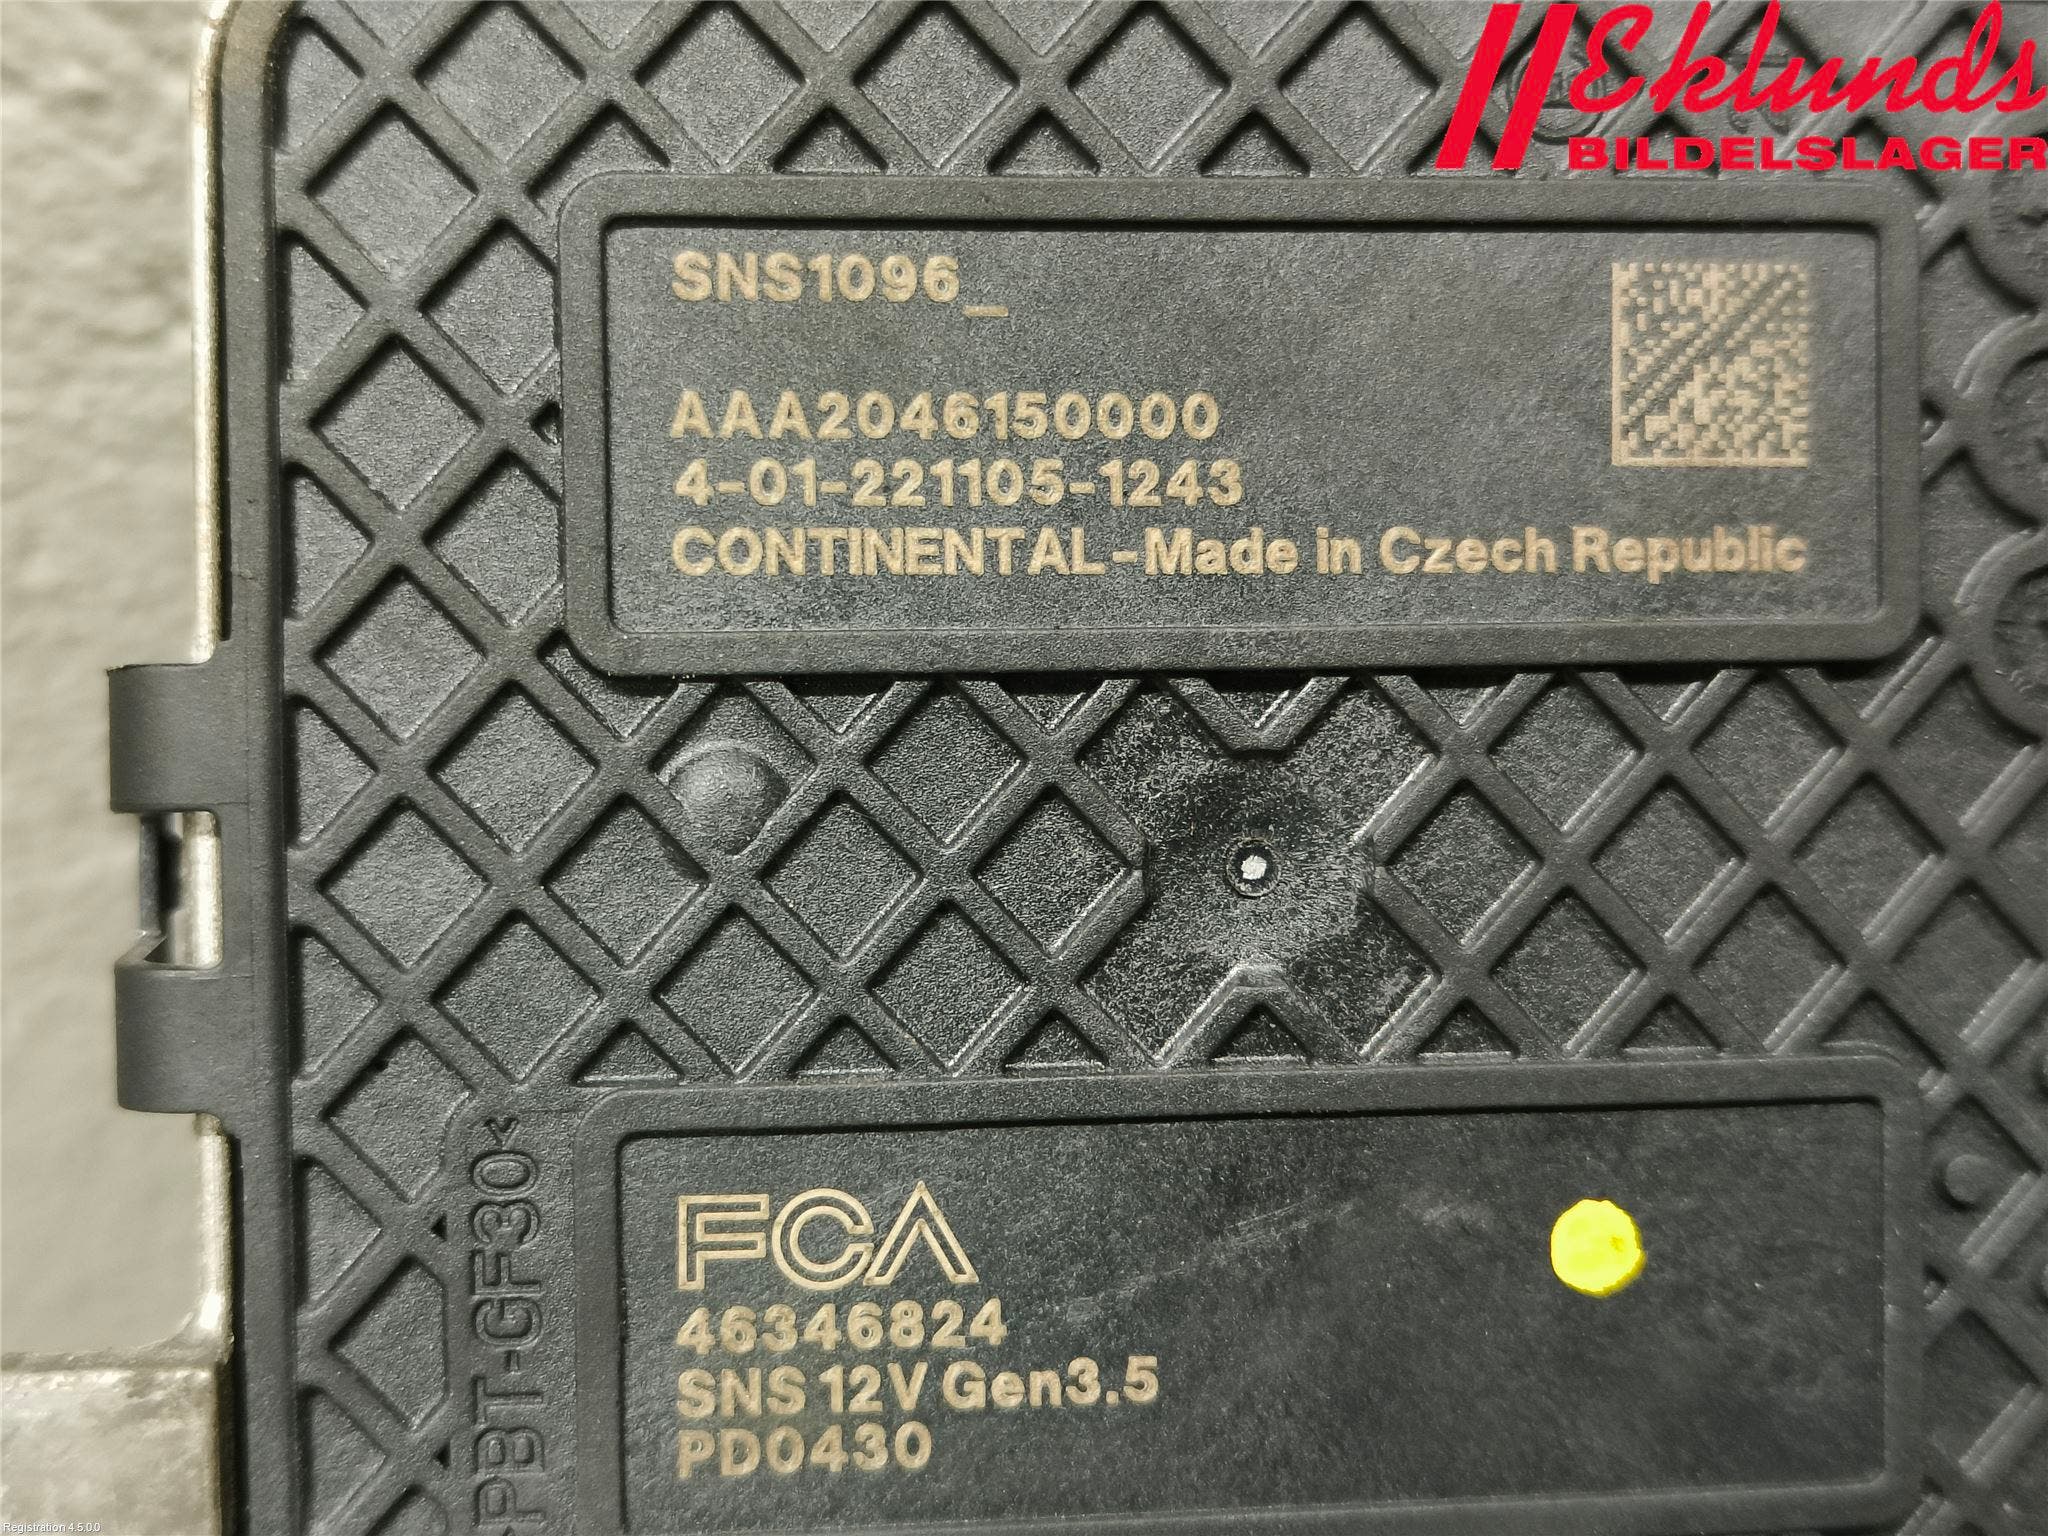 Eklunds
BILDELSLAGER
SNS1096_
AAA2046150000
4-01-221105-1243
CONTINENTAL-Made in Czech Republic
FCA
46346824
SNS 12V Gen3.5
PD0430
>PBT-GF30<
Registration 4.5.0.0